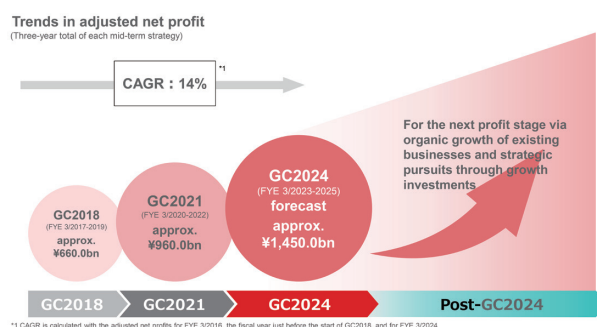 Trends in adjusted net profit
(Three-year total of each mid-term strategy)
*1
CAGR : 14%
For the next profit stage via
organic growth of existing
businesses and strategic
pursuits through growth
investments
GC2018
(FYE 3/2017-2019)
approx.
¥660.0bn
GC2021
(FYE 3/2020-2022)
approx.
¥960.0bn
GC2024
(FYE 3/2023-2025)
forecast
approx.
¥1,450.0bn
GC2018
GC2021
GC2024
Post-GC2024
*1 CAGR is calculated with the adjusted net profits for FYE 3/2016, the fiscal year just before the start of GC2018, and for FYE 3/2024